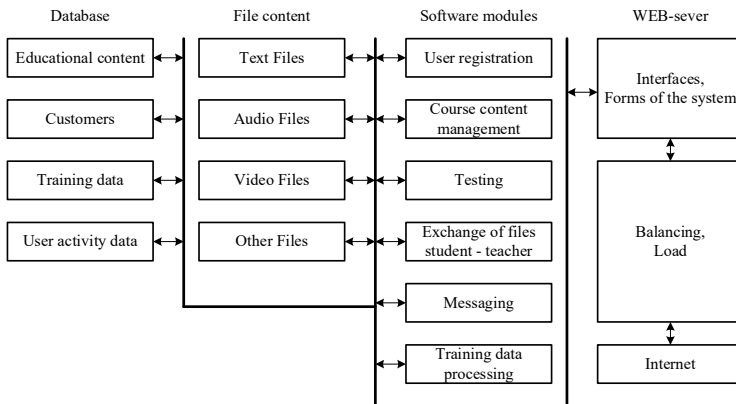 Database
File content
Software modules
WEB-sever
Educational content
Text Files
User registration
Interfaces,
Forms of the system
Customers
Audio Files
Course content
management
Training data
Video Files
Testing
User activity data
Other Files
Exchange of files
student - teacher
Balancing,
Load
Messaging
Training data
processing
Internet